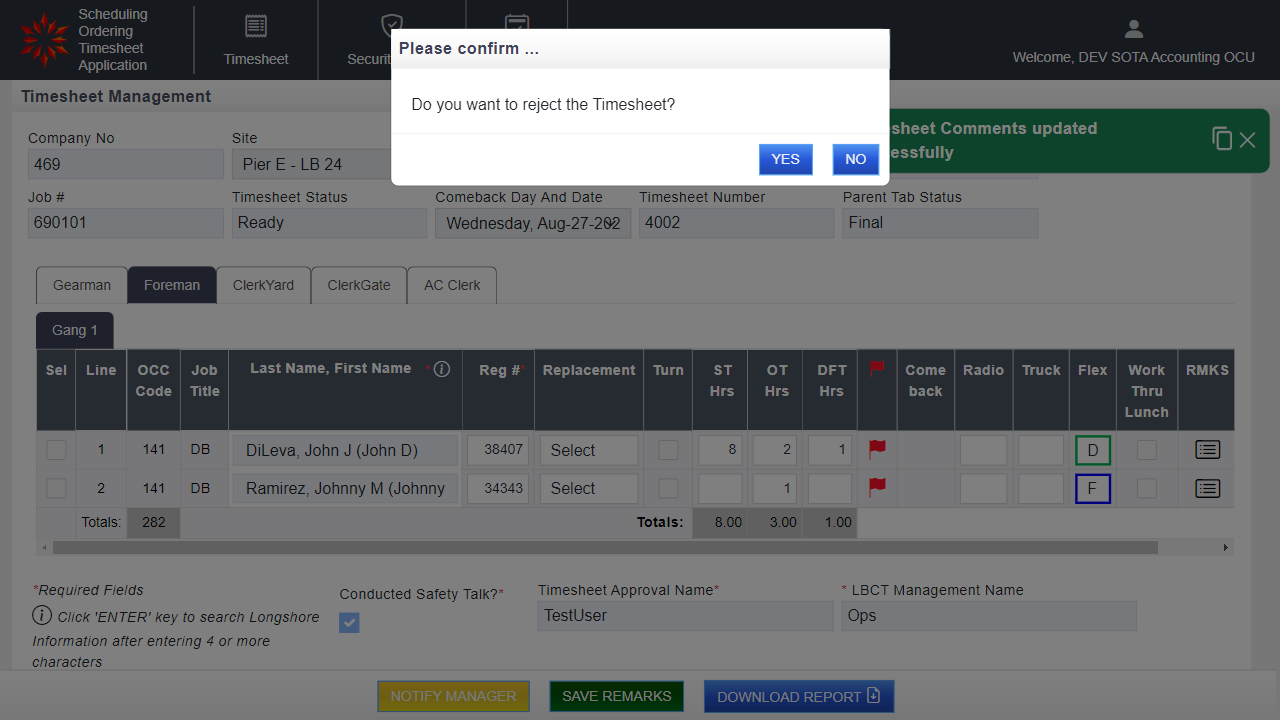 Scheduling
Ordering
Timesheet
Application
Timesheet
Securit
Welcome, DEV SOTA Accounting OCU
Please confirm ...
Do you want to reject the Timesheet?
YES NO
Timesheet Management
sheet Comments updated
essfully
Company No Site
469 Pier E - LB 24
Job # Timesheet Status Comeback Day And Date Timesheet Number Parent Tab Status
690101 Ready Wednesday, Aug-27-202 4002 Final
Gearman Foreman ClerkYard ClerkGate AC Clerk
Gang 1
Sel Line OCC Code Job Title Last Name, First Name * Reg #* Replacement Turn ST Hrs OT Hrs DFT Hrs Come back Radio Truck Flex Work Thru Lunch RMKS
1 141 DB DiLeva, John J (John D) 38407 Select 8 2 1 D
2 141 DB Ramirez, Johnny M (Johnny 34343 Select 1 F
Totals: 282 Totals: 8.00 3.00 1.00
*Required Fields
Click 'ENTER' key to search Longshore
Information after entering 4 or more
characters
Conducted Safety Talk?*
Timesheet Approval Name* * LBCT Management Name
TestUser Ops
NOTIFY MANAGER SAVE REMARKS DOWNLOAD REPORT